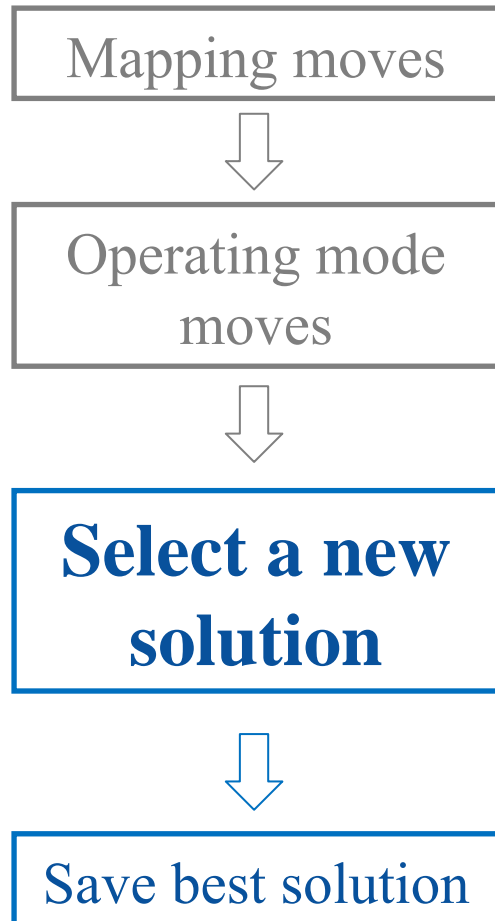 Mapping moves
Operating mode
moves
Select a new
solution
Save best solution